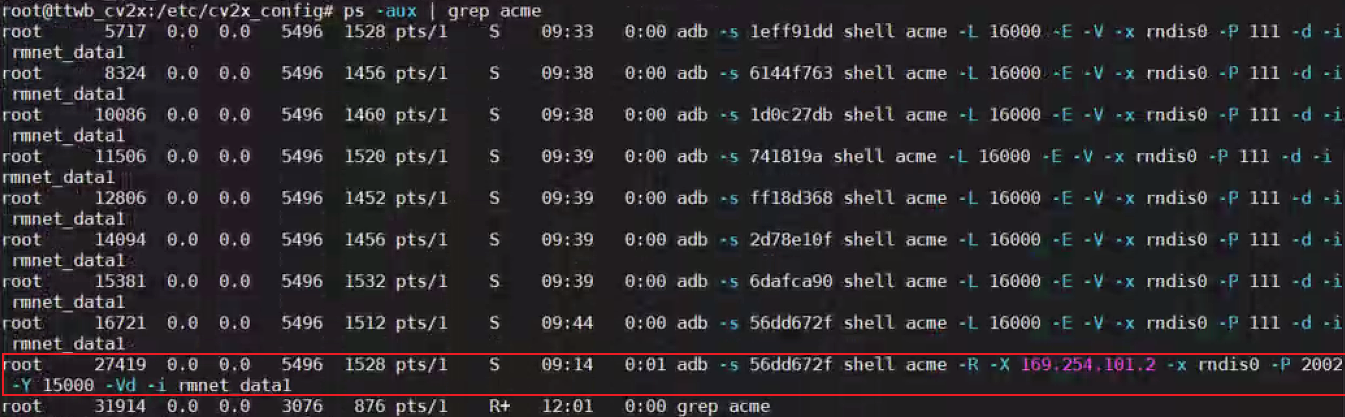 root@ttwb_cv2x:/etc/cv2x_config# ps -aux | grep acme
root 5717 0.0 0.0 5496 1528 pts/1 S 09:33 0:00 adb -s 1eff91dd shell acme -L 16000 -E -V -x rndis0 -P 111 -d -i
rmnet_data1
root 8324 0.0 0.0 5496 1456 pts/1 S 09:38 0:00 adb -s 6144f763 shell acme -L 16000 -E -V -x rndis0 -P 111 -d -i
rmnet_data1
root 10086 0.0 0.0 5496 1460 pts/1 S 09:38 0:00 adb -s 1d0c27db shell acme -L 16000 -E -V -x rndis0 -P 111 -d -i
rmnet_data1
root 11506 0.0 0.0 5496 1520 pts/1 S 09:39 0:00 adb -s 741819a shell acme -L 16000 -E -V -x rndis0 -P 111 -d -i
rmnet_data1
root 12806 0.0 0.0 5496 1452 pts/1 S 09:39 0:00 adb -s ff18d368 shell acme -L 16000 -E -V -x rndis0 -P 111 -d -i
rmnet_data1
root 14094 0.0 0.0 5496 1456 pts/1 S 09:39 0:00 adb -s 2d78e10f shell acme -L 16000 -E -V -x rndis0 -P 111 -d -i
rmnet_data1
root 15381 0.0 0.0 5496 1532 pts/1 S 09:39 0:00 adb -s 6dafca90 shell acme -L 16000 -E -V -x rndis0 -P 111 -d -i
rmnet_data1
root 16721 0.0 0.0 5496 1512 pts/1 S 09:44 0:00 adb -s 56dd672f shell acme -L 16000 -E -V -x rndis0 -P 111 -d -i
rmnet_data1
root 27419 0.0 0.0 5496 1528 pts/1 S 09:14 0:01 adb -s 56dd672f shell acme -R -X 169.254.101.2 -x rndis0 -P 2002
-Y 15000 -Vd -i rmnet_data1
root 31914 0.0 0.0 3076 876 pts/1 R+ 12:01 0:00 grep acme